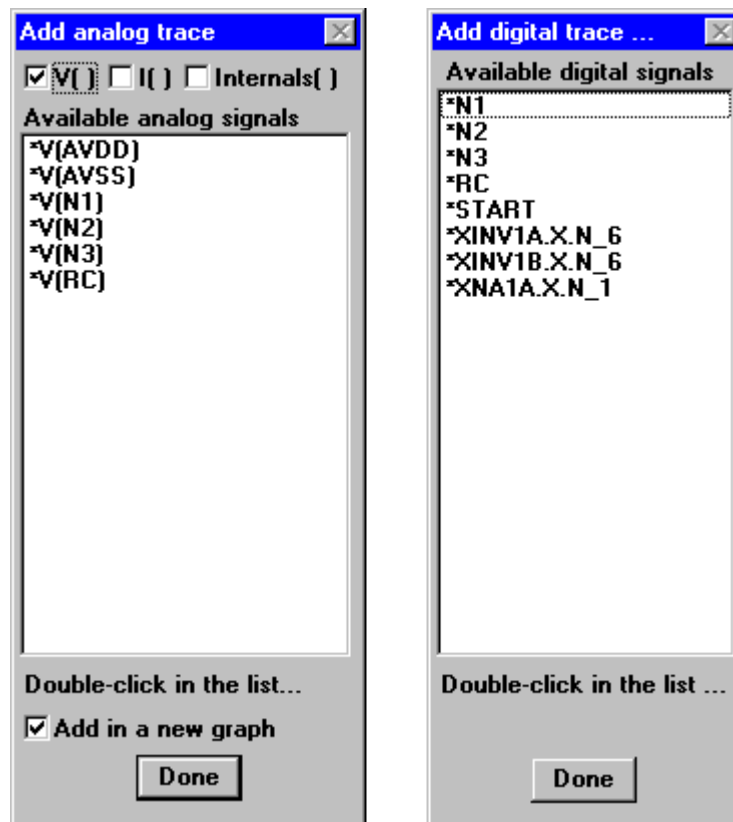 Add analog trace
V( ) I( ) Internals( )
Available analog signals
*V(AVDD)
*V(AVSS)
*V(N1)
*V(N2)
*V(N3)
*V(RC)
Double-click in the list...
Add in a new graph
Done
Add digital trace ...
Available digital signals
*N1
*N2
*N3
*RC
*START
*XINV1A.X.N_6
*XINV1B.X.N_6
*XNA1A.X.N_1
Double-click in the list ...
Done